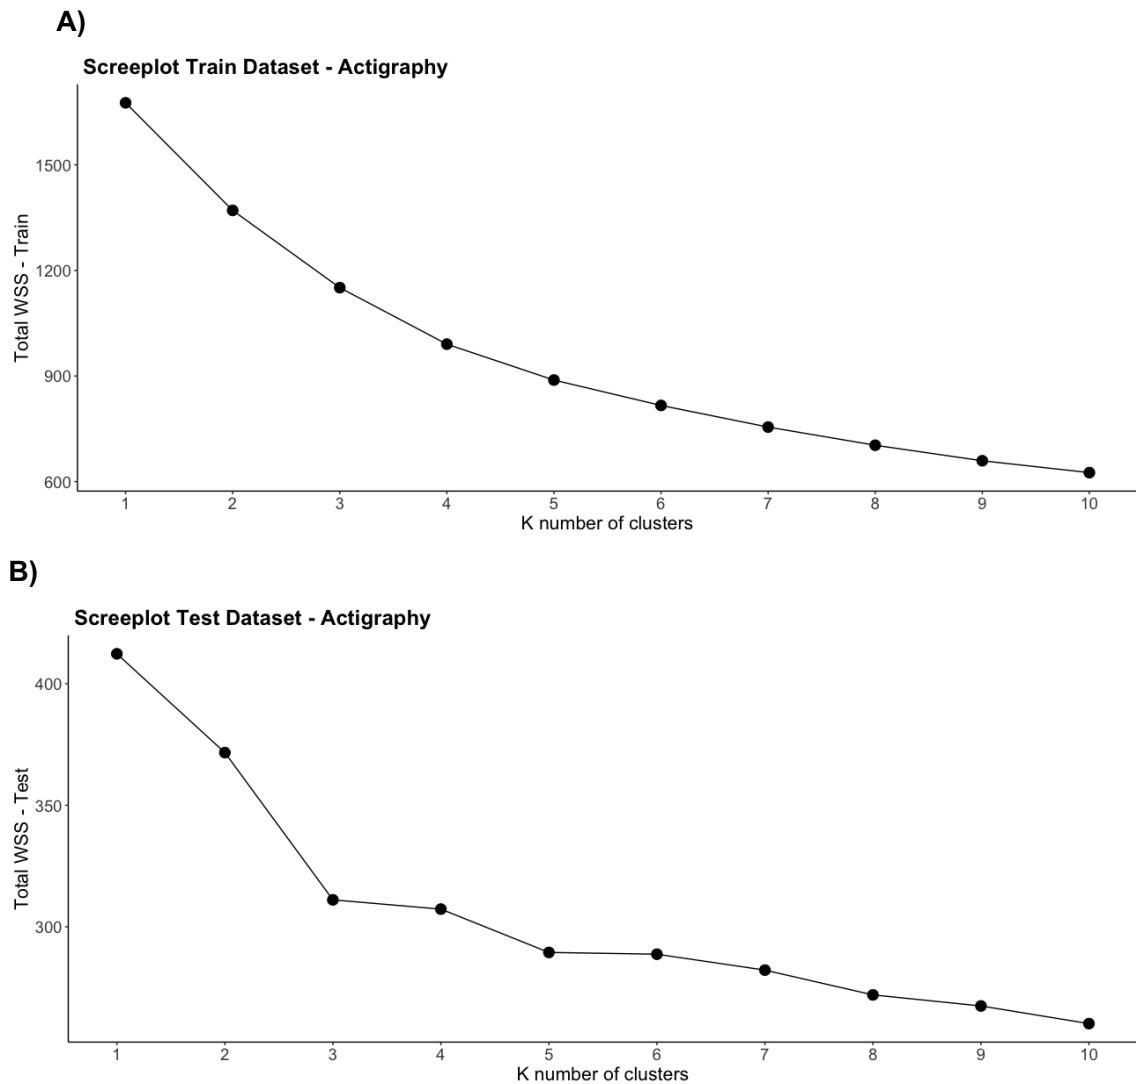 A)
Screeplot Train Dataset - Actigraphy
Total WSS - Train
1500
1200
900
600
1 2 3 4 5 6 7 8 9 10
K number of clusters
B)
Screeplot Test Dataset - Actigraphy
Total WSS - Test
400
350
300
1 2 3 4 5 6 7 8 9 10
K number of clusters